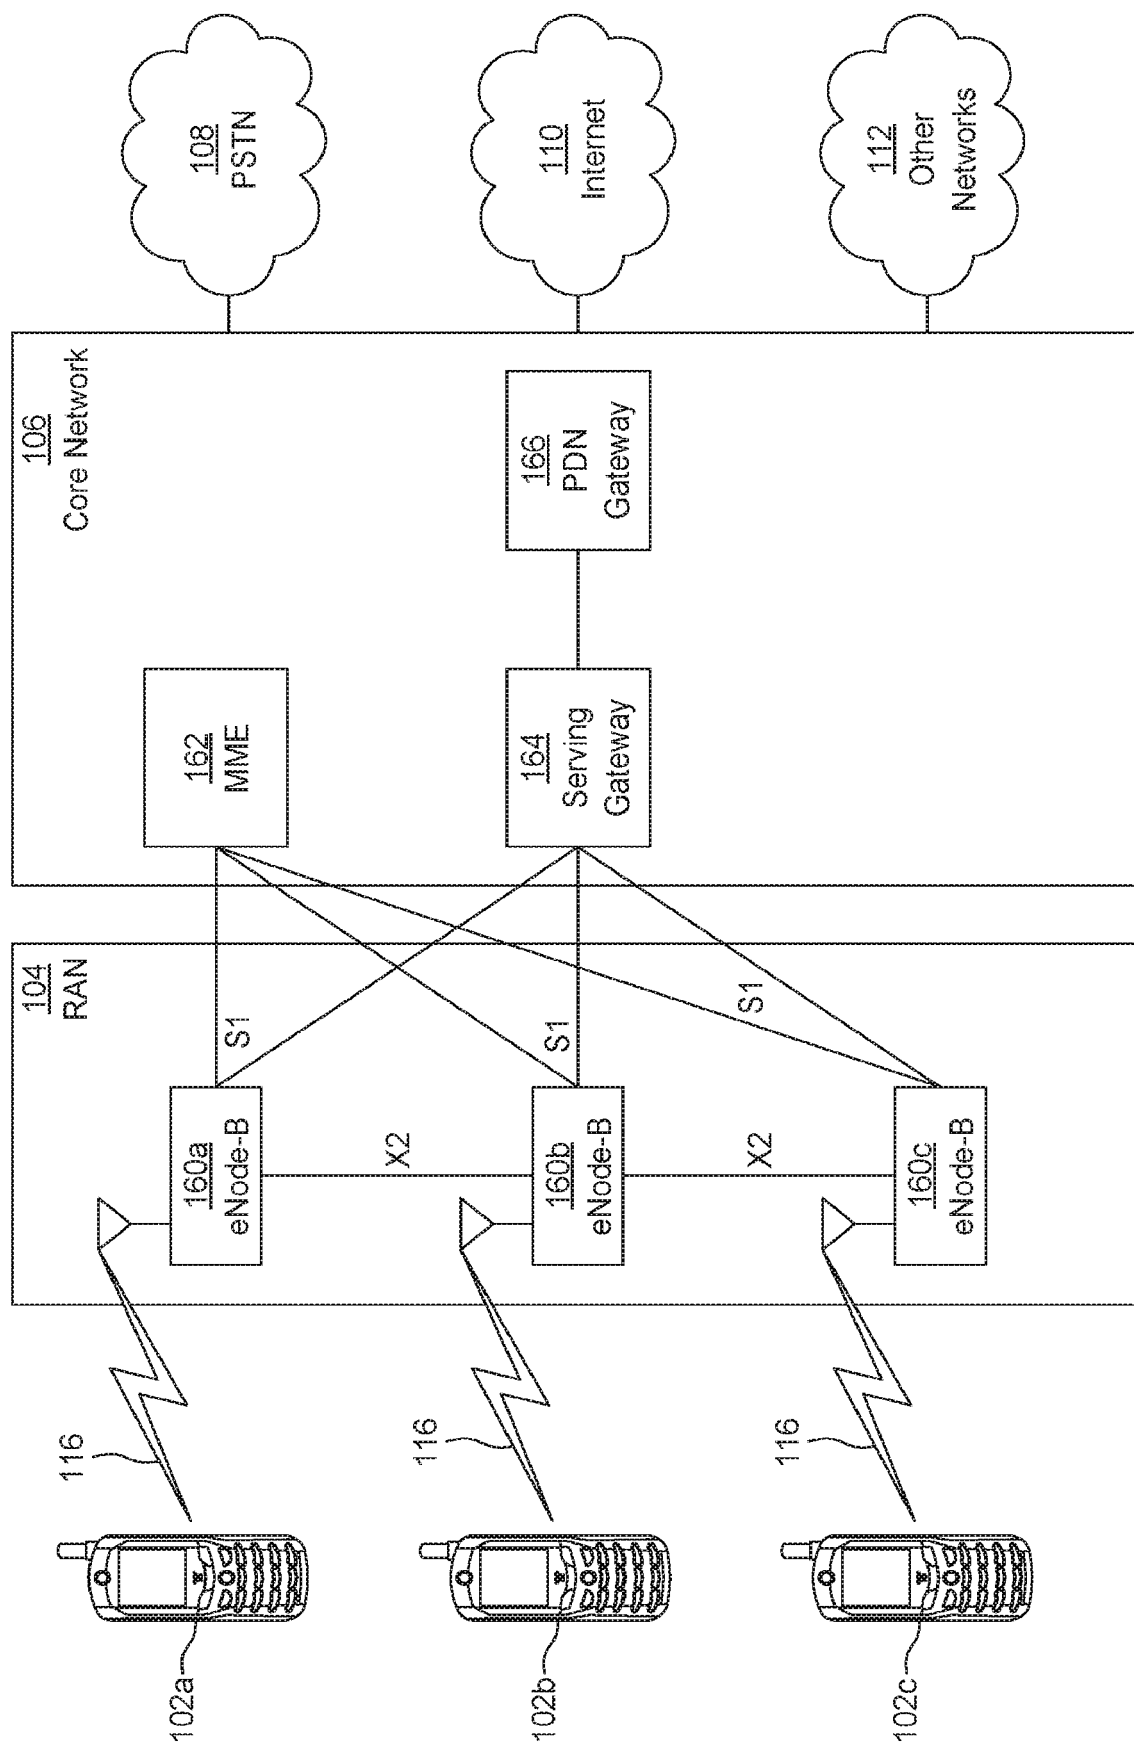 102a
102b
102c
116
116
116
104
RAN
160a
eNode-B
160b
eNode-B
160c
eNode-B
X2
X2
S1
S1
S1
106
Core Network
162
MME
164
Serving
Gateway
166
PDN
Gateway
108
PSTN
110
Internet
112
Other
Networks